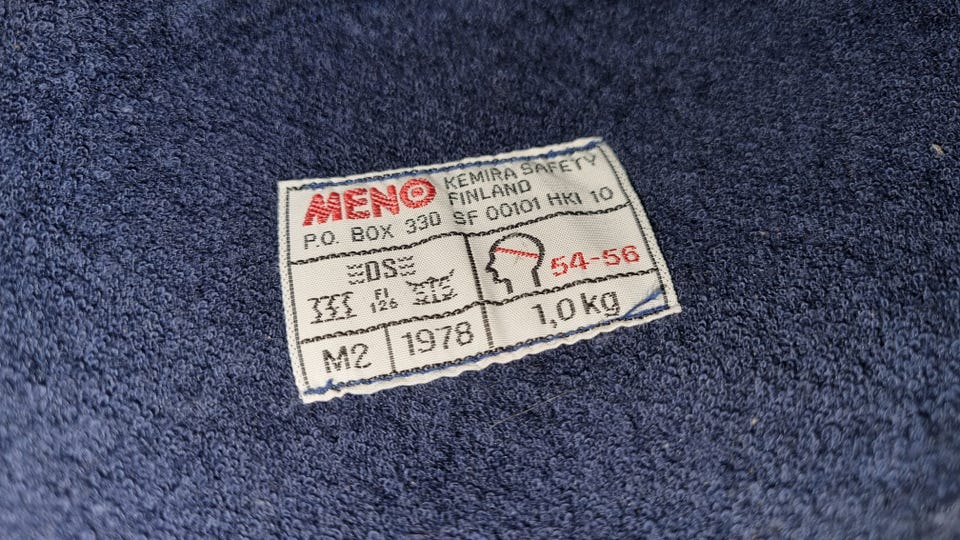 MENO KEMIRA SAFETY
FINLAND
P.O. BOX 330 SF 00101 HKI 10
DS
FI
126
54-56
M2 1978 1,0 kg